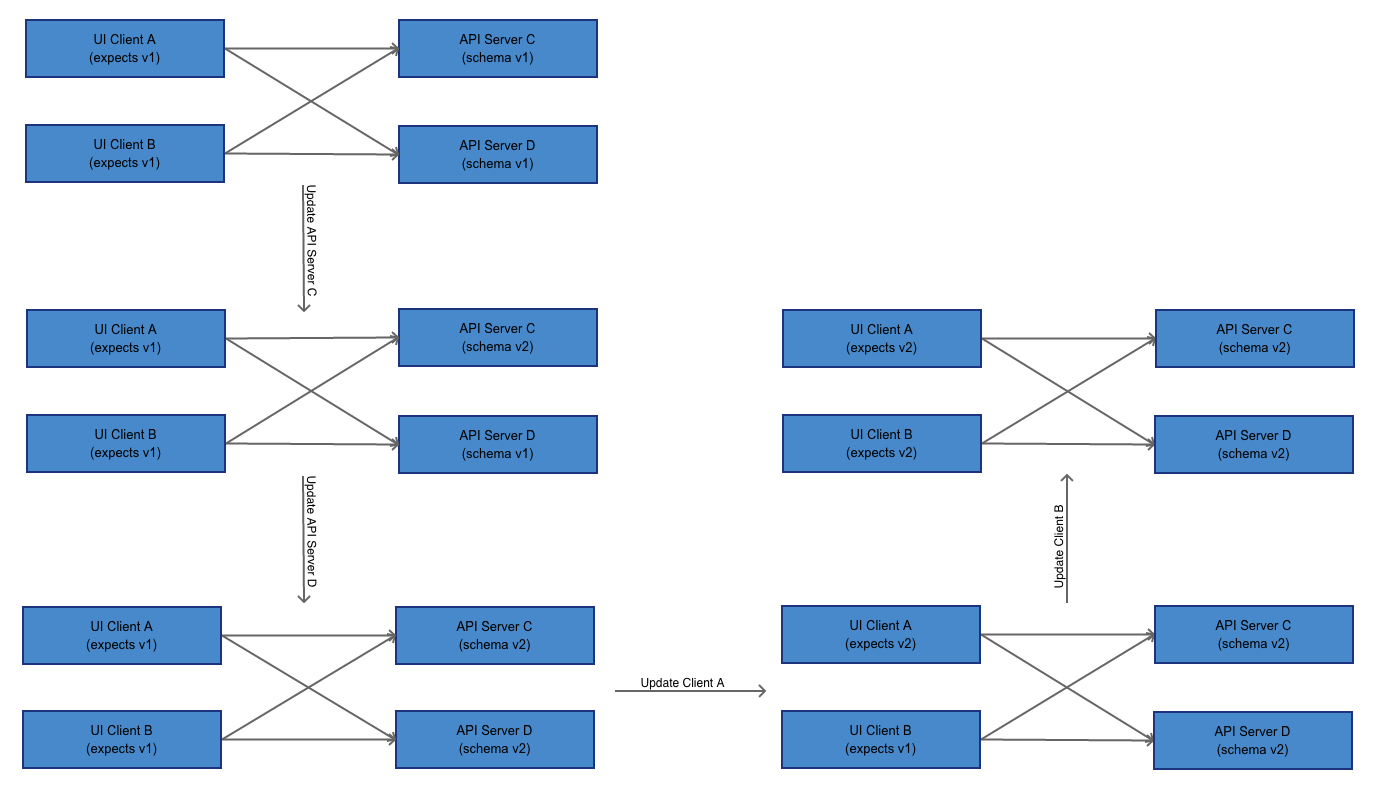 UI Client A
(expects v1)
API Server C
(schema v1)
UI Client B
(expects v1)
API Server D
(schema v1)
Update API Server C
UI Client A
(expects v1)
API Server C
(schema v2)
UI Client B
(expects v1)
API Server D
(schema v1)
Update API Server D
UI Client A
(expects v1)
API Server C
(schema v2)
UI Client B
(expects v1)
API Server D
(schema v2)
Update Client A
UI Client A
(expects v2)
API Server C
(schema v2)
UI Client B
(expects v1)
API Server D
(schema v2)
Update Client B
UI Client A
(expects v2)
API Server C
(schema v2)
UI Client B
(expects v2)
API Server D
(schema v2)